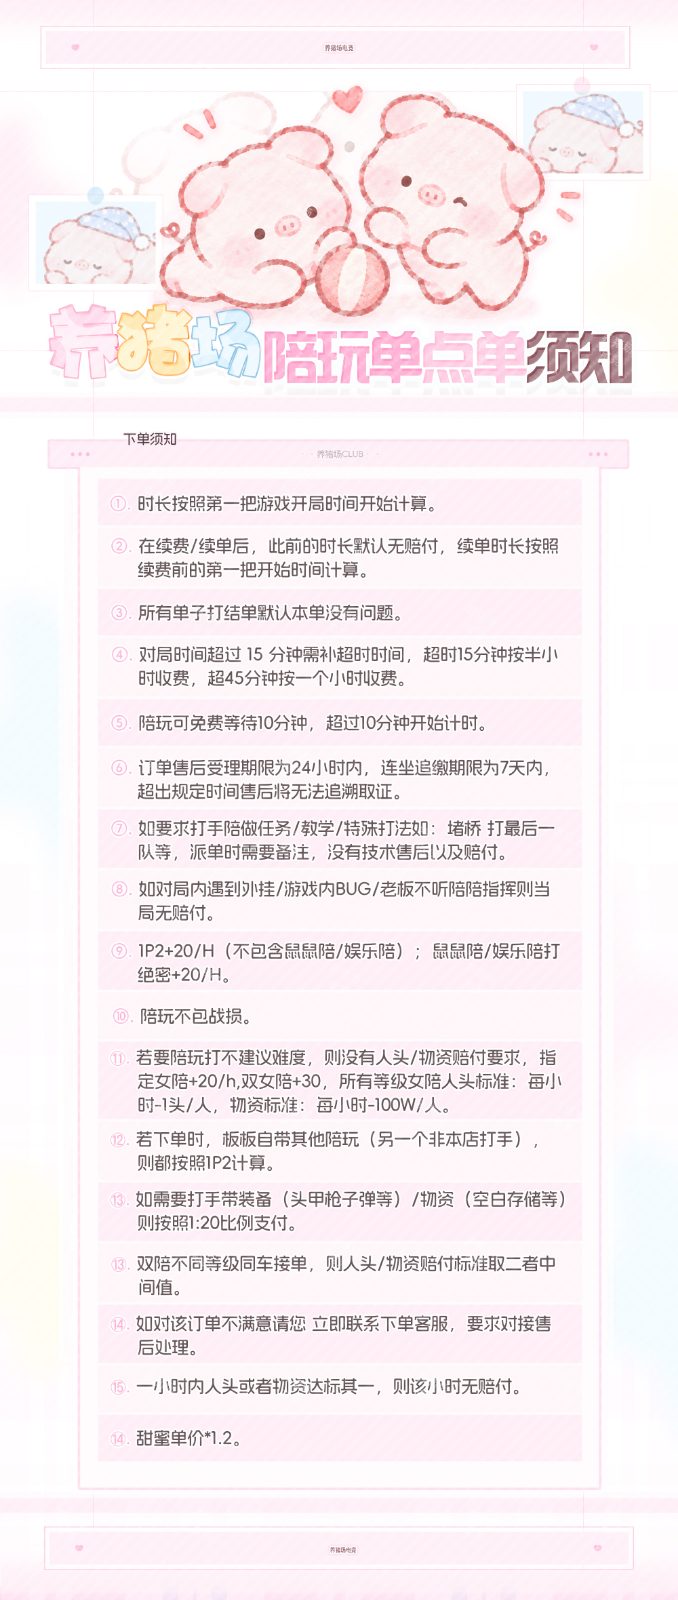 养猪场电竞
养猪场陪玩单点单须知
下单须知
养猪场CLUB
①. 时长按照第一把游戏开局时间开始计算。
②. 在续费/续单后，此前的时长默认无赔付，续单时长按照
续费前的第一把开始时间计算。
③. 所有单子打结单默认本单没有问题。
④. 对局时间超过 15 分钟需补超时时间，超时15分钟按半小
时收费，超45分钟按一个小时收费。
⑤. 陪玩可免费等待10分钟，超过10分钟开始计时。
⑥. 订单售后受理期限为24小时内，连坐追缴期限为7天内，
超出规定时间售后将无法追溯取证。
⑦. 如要求打手陪做任务/教学/特殊打法如：堵桥 打最后一
队等，派单时需要备注，没有技术售后以及赔付。
⑧. 如对局内遇到外挂/游戏内BUG/老板不听陪陪指挥则当
局无赔付。
⑨. 1P2+20/H（不包含鼠鼠陪/娱乐陪）；鼠鼠陪/娱乐陪打
绝密+20/H。
⑩. 陪玩不包战损。
⑪. 若要陪玩打不建议难度，则没有人头/物资赔付要求，指
定女陪+20/h,双女陪+30，所有等级女陪人头标准：每小
时-1头/人，物资标准：每小时-100W/人。
⑫. 若下单时，板板自带其他陪玩（另一个非本店打手），
则都按照1P2计算。
⑬. 如需要打手带装备（头甲枪子弹等）/物资（空白存储等）
则按照1:20比例支付。
⑬. 双陪不同等级同车接单，则人头/物资赔付标准取二者中
间值。
⑭. 如对该订单不满意请您 立即联系下单客服，要求对接售
后处理。
⑮. 一小时内人头或者物资达标其一，则该小时无赔付。
⑭. 甜蜜单价*1.2。
养猪场电竞